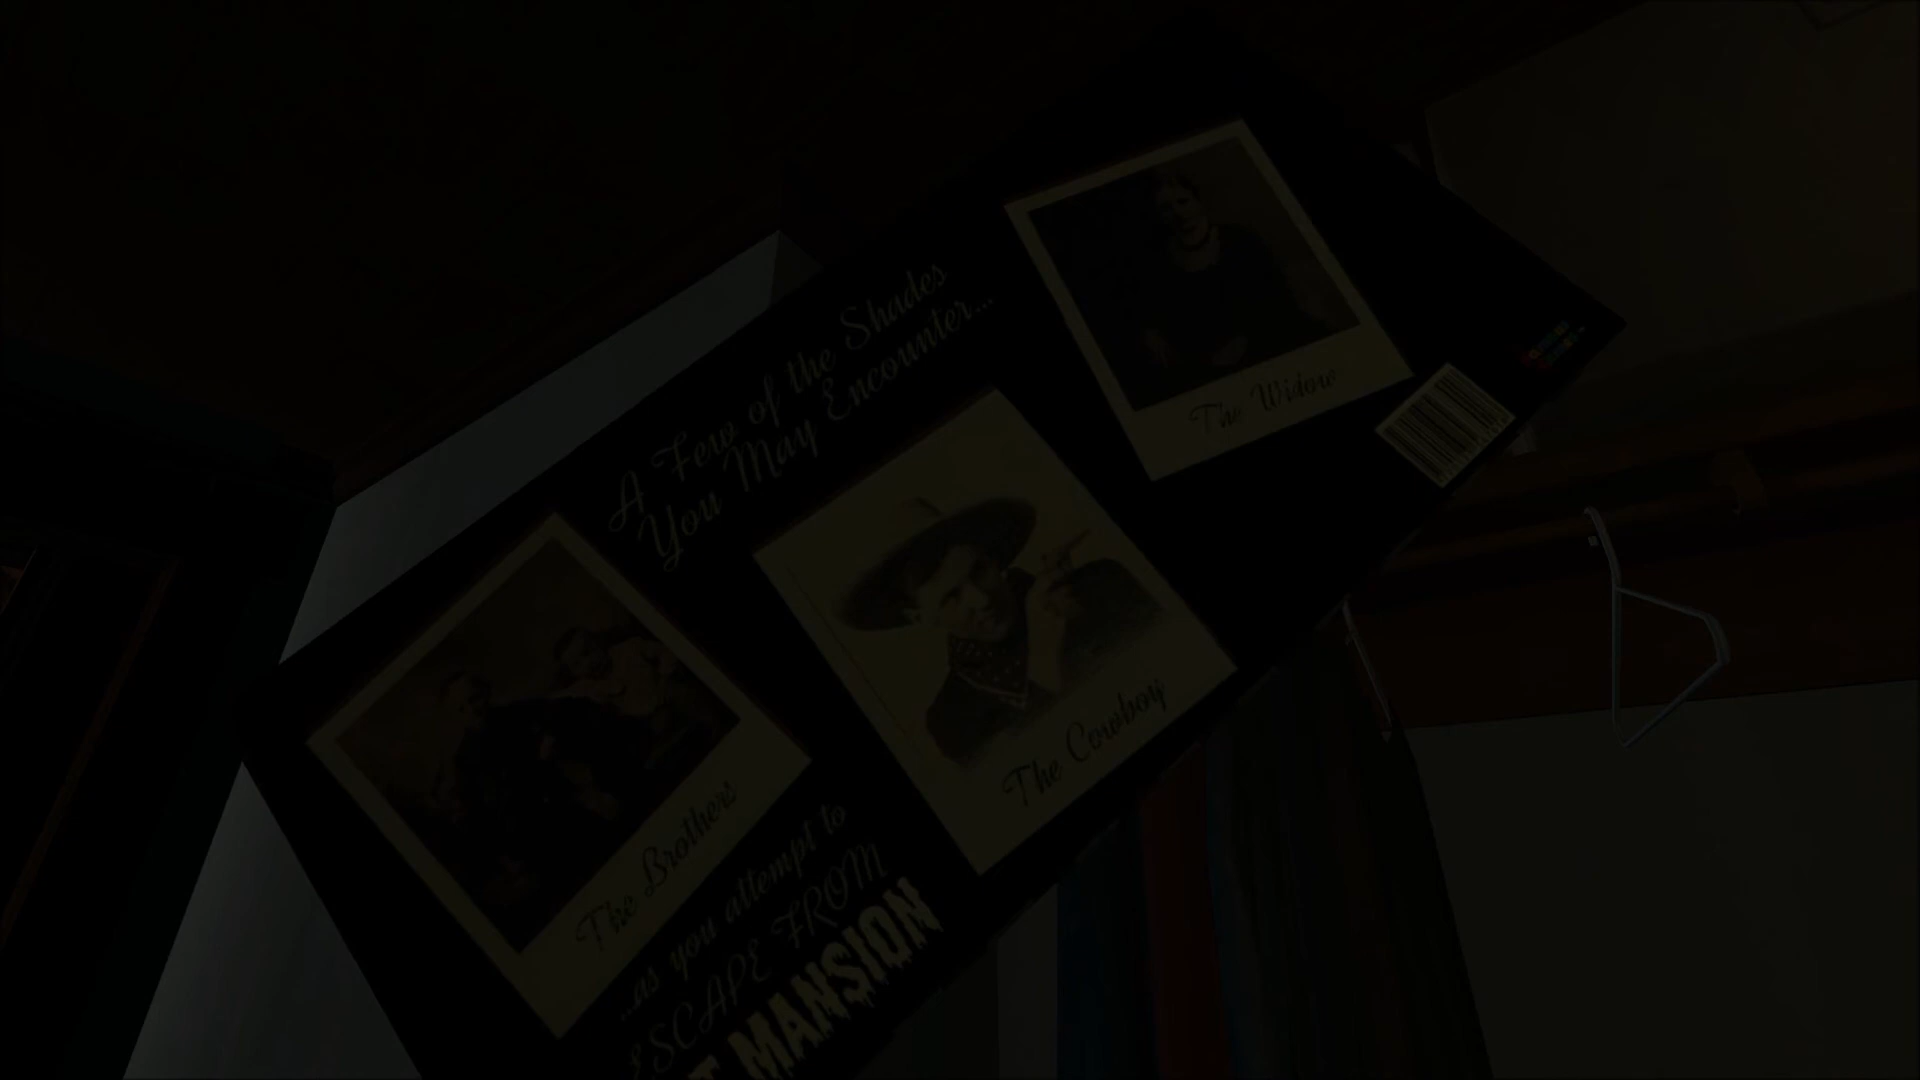 A Few of the Shades
You May Encounter...
The Widow
The Cowboy
The Brothers
...as you attempt to
ESCAPE FROM
MANSION